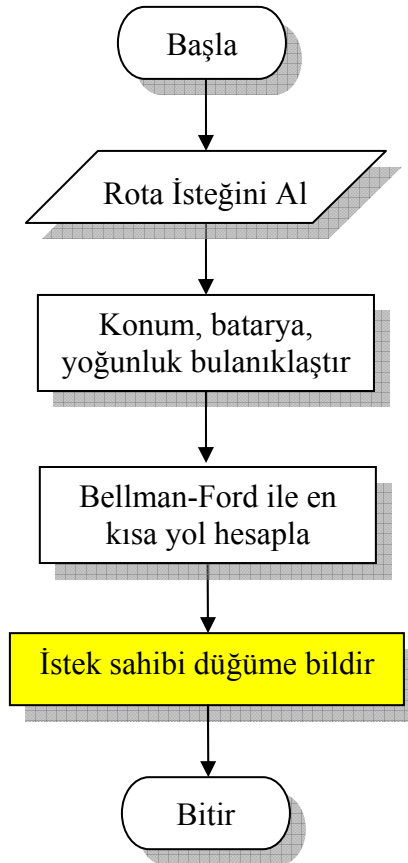 Başla
Rota İsteğini Al
Konum, batarya,
yoğunluk bulanıklaştır
Bellman-Ford ile en
kısa yol hesapla
İstek sahibi düğüme bildir
Bitir